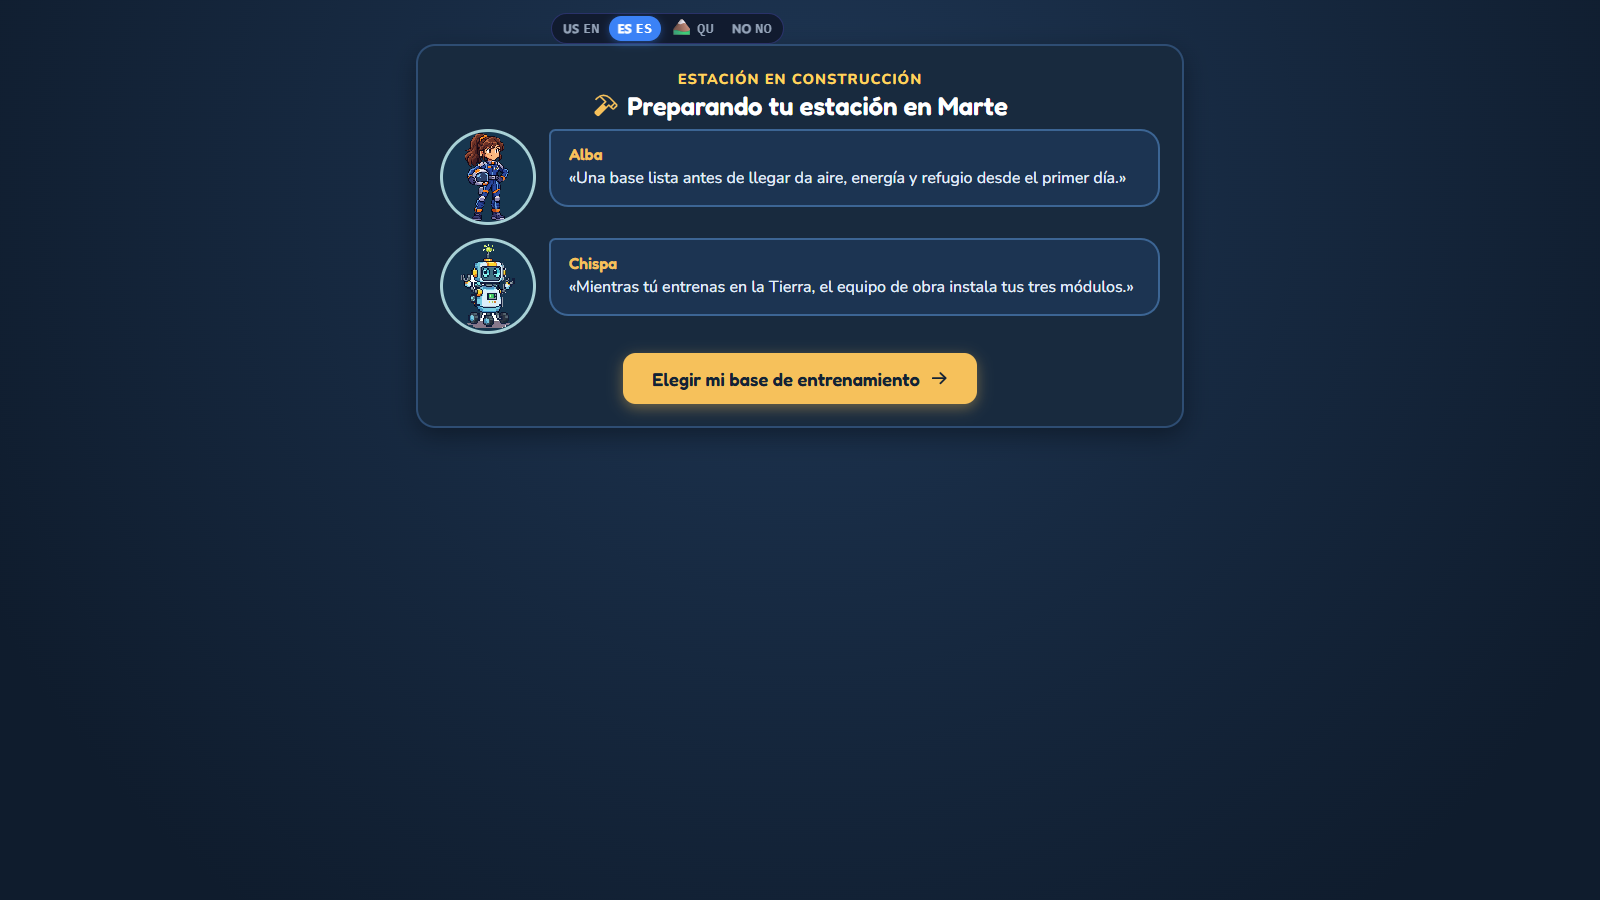 US EN ES ES QU NO NO
ESTACIÓN EN CONSTRUCCIÓN
Preparando tu estación en Marte
Alba
«Una base lista antes de llegar da aire, energía y refugio desde el primer día.»
Chispa
«Mientras tú entrenas en la Tierra, el equipo de obra instala tus tres módulos.»
Elegir mi base de entrenamiento →